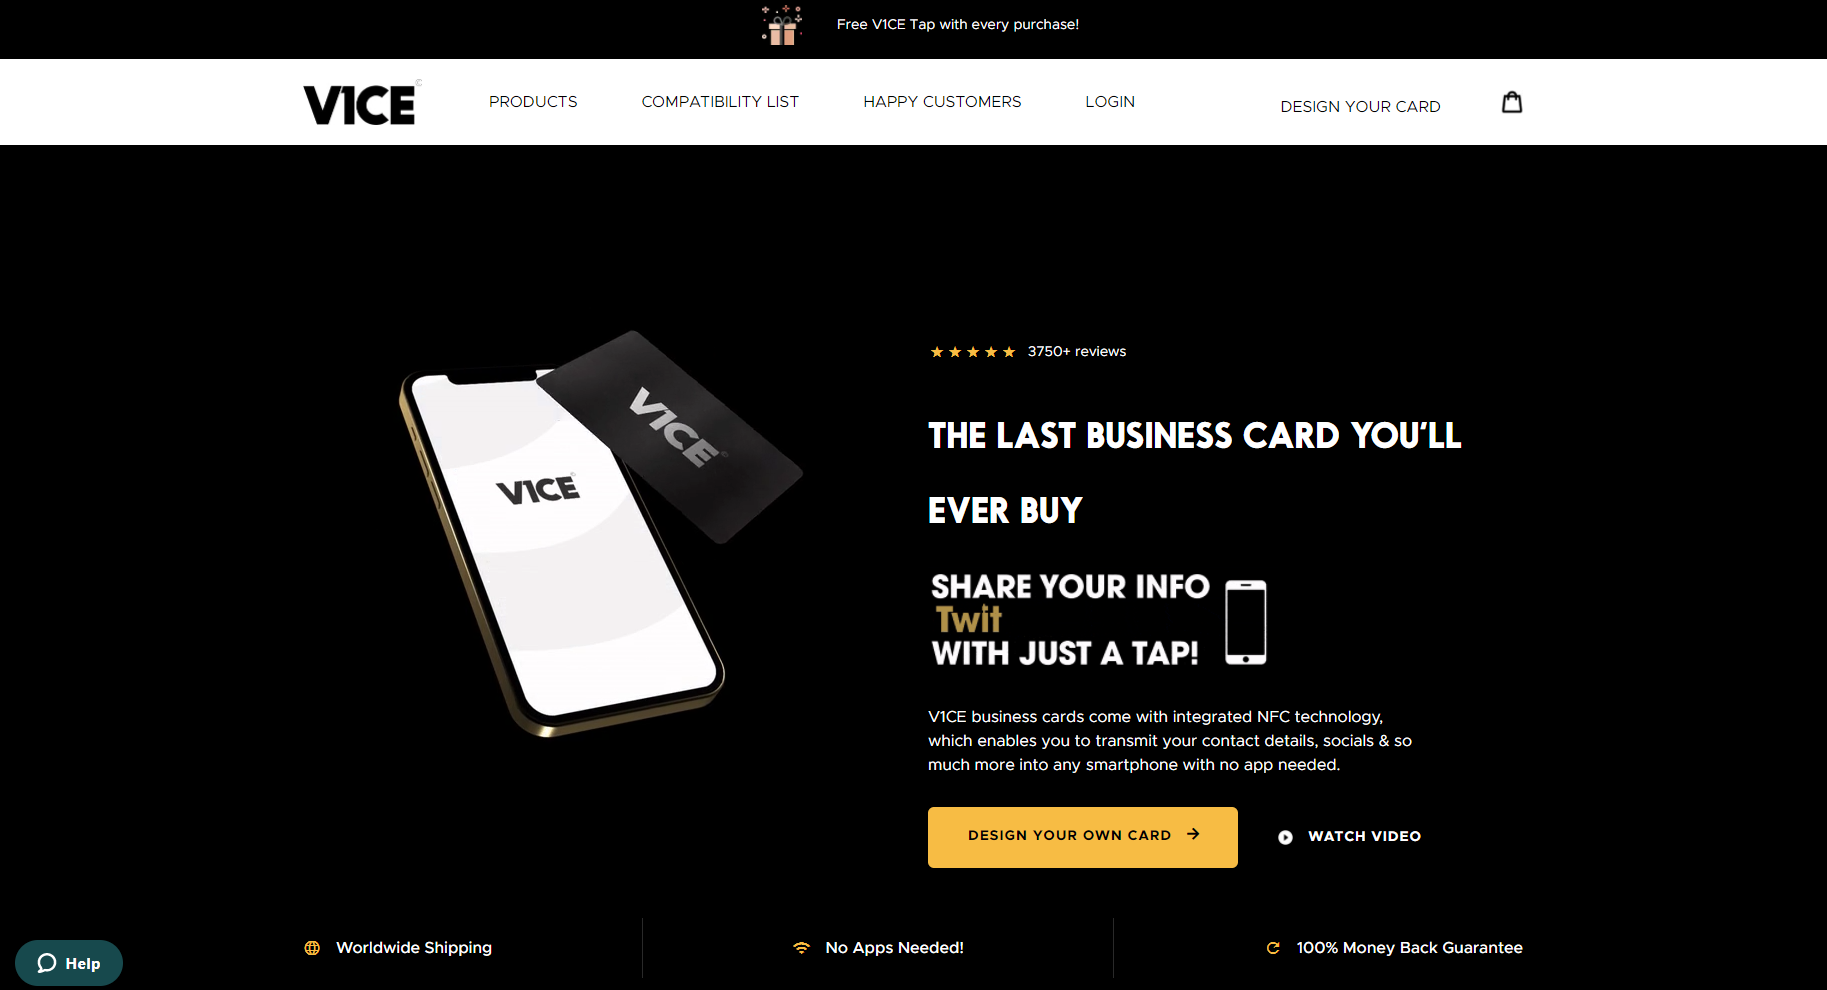 Free V1CE Tap with every purchase!
V1CE
PRODUCTS
COMPATIBILITY LIST
HAPPY CUSTOMERS
LOGIN
DESIGN YOUR CARD
V1CE
V1CE
3750+ reviews
THE LAST BUSINESS CARD YOU'LL
EVER BUY
SHARE YOUR INFO
Twit
WITH JUST A TAP!
V1CE business cards come with integrated NFC technology,
which enables you to transmit your contact details, socials & so
much more into any smartphone with no app needed.
DESIGN YOUR OWN CARD
WATCH VIDEO
Worldwide Shipping
No Apps Needed!
100% Money Back Guarantee
Help